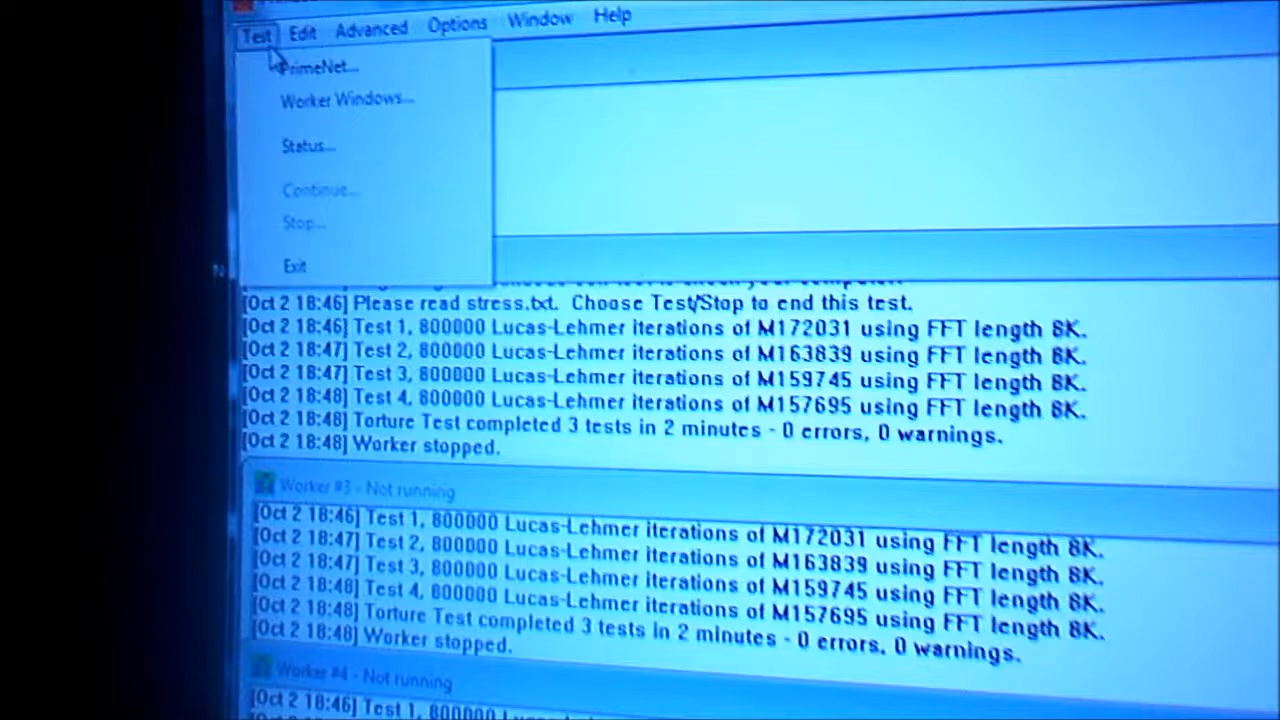 Test Edit Advanced Options Window Help
PrimeNet...
Worker Windows...
Status...
Continue...
Stop...
Exit
[Oct 2 18:46] Please read stress.txt. Choose Test/Stop to end this test.
[Oct 2 18:46] Test 1, 800000 Lucas-Lehmer iterations of M172031 using FFT length 8K.
[Oct 2 18:47] Test 2, 800000 Lucas-Lehmer iterations of M163839 using FFT length 8K.
[Oct 2 18:47] Test 3, 800000 Lucas-Lehmer iterations of M159745 using FFT length 8K.
[Oct 2 18:48] Test 4, 800000 Lucas-Lehmer iterations of M157695 using FFT length 8K.
[Oct 2 18:48] Torture Test completed 3 tests in 2 minutes - 0 errors, 0 warnings.
[Oct 2 18:48] Worker stopped.
Worker #3 - Not running
[Oct 2 18:46] Test 1, 800000 Lucas-Lehmer iterations of M172031 using FFT length 8K.
[Oct 2 18:47] Test 2, 800000 Lucas-Lehmer iterations of M163839 using FFT length 8K.
[Oct 2 18:47] Test 3, 800000 Lucas-Lehmer iterations of M159745 using FFT length 8K.
[Oct 2 18:48] Test 4, 800000 Lucas-Lehmer iterations of M157695 using FFT length 8K.
[Oct 2 18:48] Torture Test completed 3 tests in 2 minutes - 0 errors, 0 warnings.
[Oct 2 18:48] Worker stopped.
Worker #4 - Not running
[Oct 2 18:46] Test 1, 800000